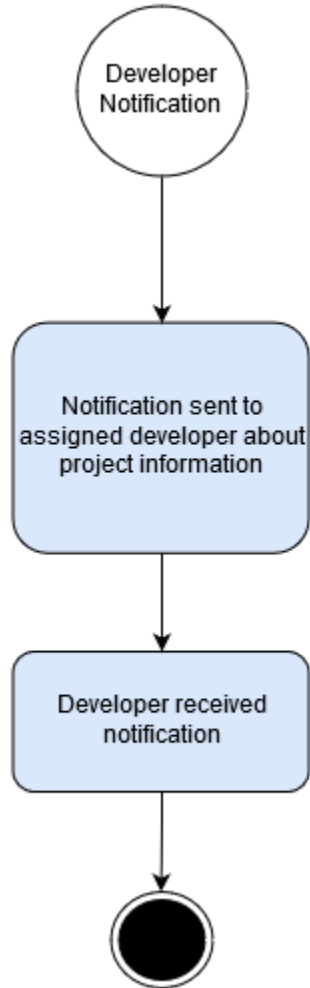 Developer
Notification
Notification sent to
assigned developer about
project information
Developer received
notification